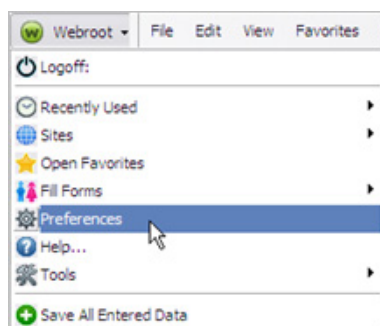 Webroot File Edit View Favorites
Logoff:
Recently Used
Sites
Open Favorites
Fill Forms
Preferences
Help...
Tools
Save All Entered Data